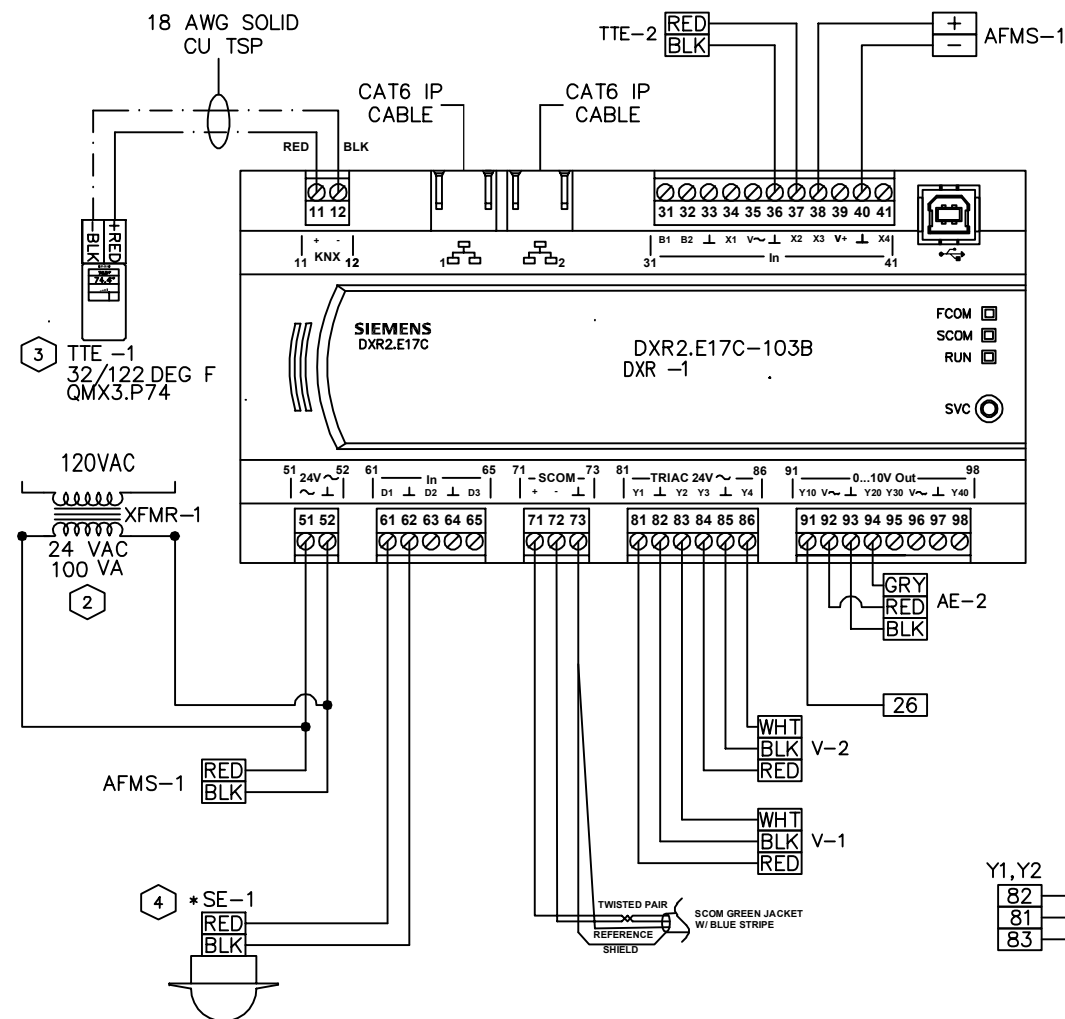 18 AWG SOLID
CU TSP
CAT6 IP
CABLE
CAT6 IP
CABLE
TTE-2
RED
BLK
+
−
AFMS-1
RED
BLK
11 12
+ -
KNX
11 12
1
2
31 32 33 34 35 36 37 38 39 40 41
B1 B2 ⊥ X1 V~ ⊥ X2 X3 V+ ⊥ X4
31 In 41
-BLK
+RED
74.4°
3
TTE -1
32/122 DEG F
QMX3.P74
SIEMENS
DXR2.E17C
DXR2.E17C-103B
DXR -1
FCOM
SCOM
RUN
SVC
120VAC
XFMR-1
24 VAC
100 VA
2
51 24V ~ 52
~ ⊥
61 In 65
D1 ⊥ D2 ⊥ D3
71 SCOM 73
+ - ⊥
81 TRIAC 24V ~ 86
Y1 ⊥ Y2 Y3 ⊥ Y4
91 0...10V Out 98
Y10 V~ ⊥ Y20 Y30 V~ ⊥ Y40
51 52
61 62 63 64 65
71 72 73
81 82 83 84 85 86
91 92 93 94 95 96 97 98
GRY
RED
BLK
AE-2
26
WHT
BLK
RED
V-2
AFMS-1
RED
BLK
WHT
BLK
RED
V-1
4
*SE-1
RED
BLK
TWISTED PAIR
REFERENCE
SHIELD
SCOM GREEN JACKET
W/ BLUE STRIPE
Y1,Y2
82
81
83